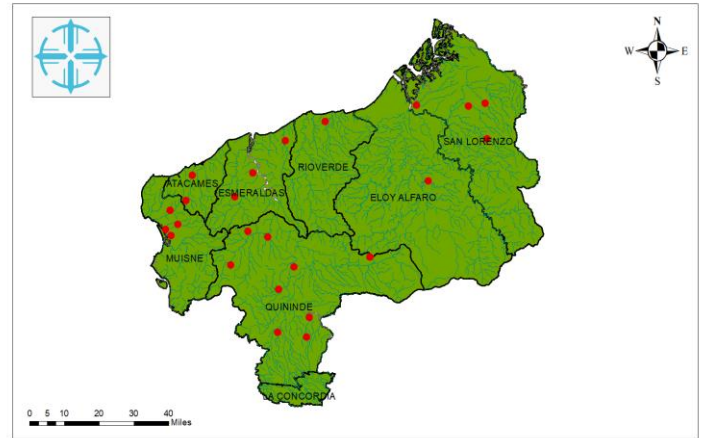 N
W E
S
SAN LORENZO
RIOVERDE
ATACAMES
ESMERALDAS
ELOY ALFARO
MUISNE
QUININDE
LA CONCORDIA
0 5 10 20 30 40
Miles